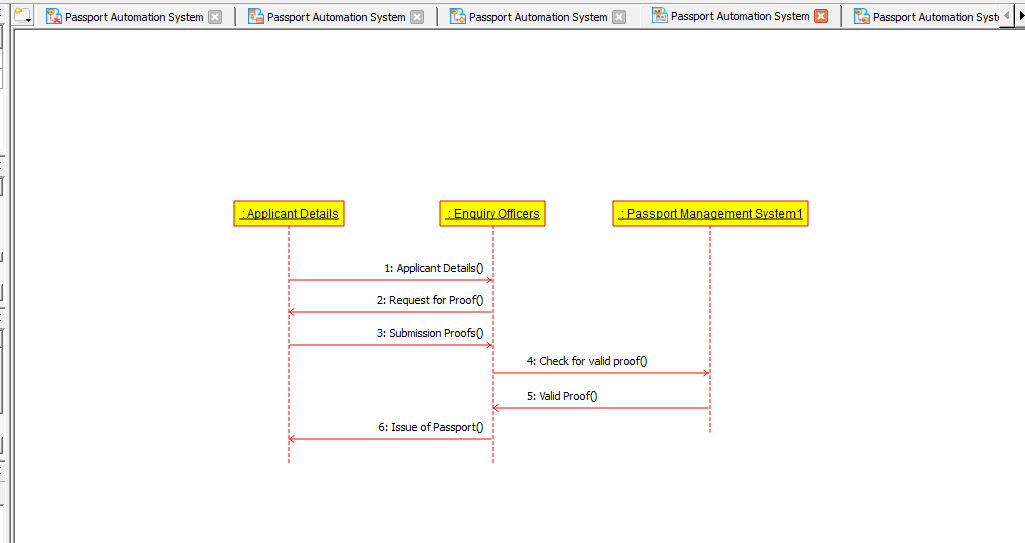 Passport Automation System
Passport Automation System
Passport Automation System
Passport Automation System
Passport Automation Syst
: Applicant Details
: Enquiry Officers
: Passport Management System1
1: Applicant Details()
2: Request for Proof()
3: Submission Proofs()
4: Check for valid proof()
5: Valid Proof()
6: Issue of Passport()